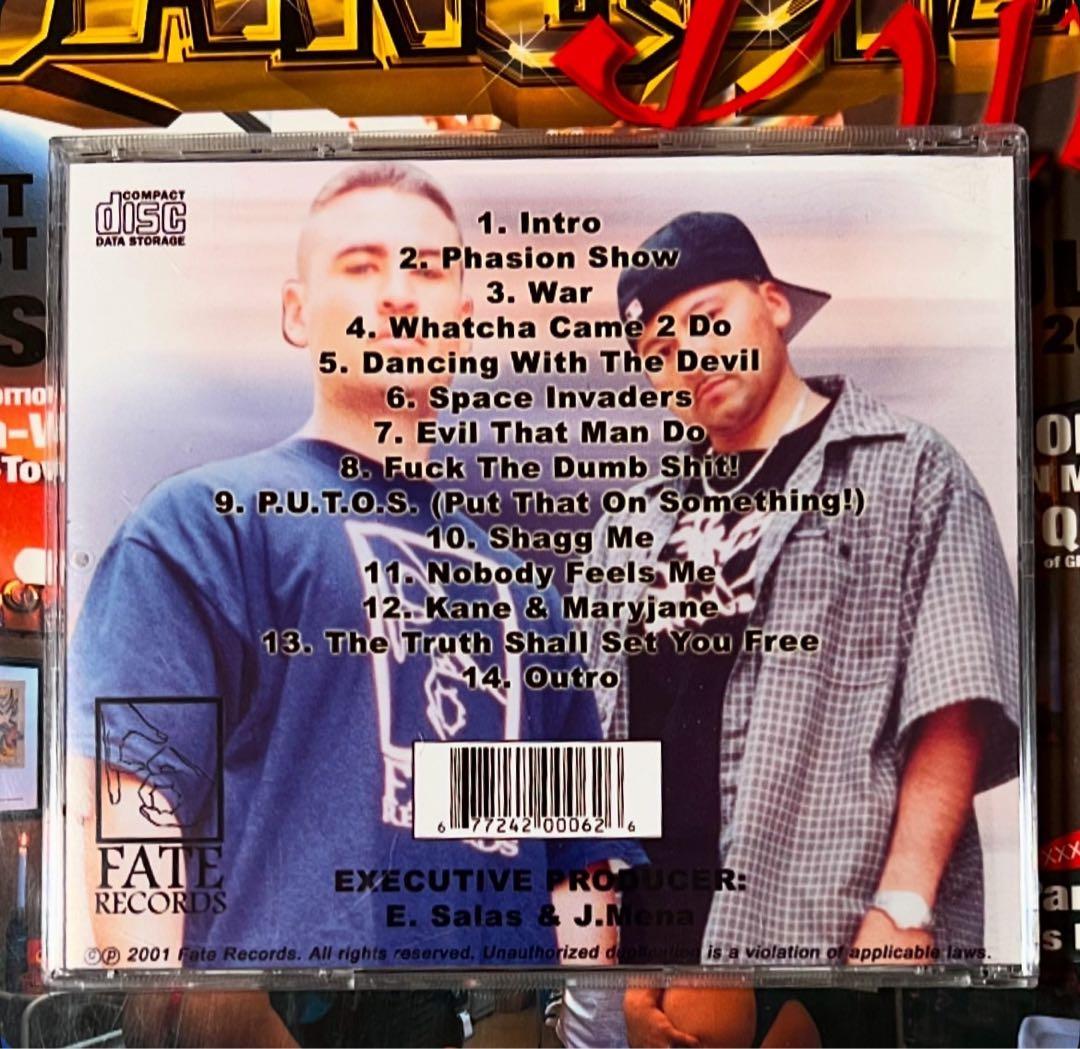 COMPACT
disc
DATA STORAGE
1. Intro
2. Phasion Show
3. War
4. Whatcha Came 2 Do
5. Dancing With The Devil
6. Space Invaders
7. Evil That Man Do
8. Fuck The Dumb Shit!
9. P.U.T.O.S. (Put That On Something!)
10. Shagg Me
11. Nobody Feels Me
12. Kane & Maryjane
13. The Truth Shall Set You Free
14. Outro
6 77242 00062 6
FATE
RECORDS
EXECUTIVE PRODUCER:
E. Salas & J.Mena
©℗ 2001 Fate Records. All rights reserved. Unauthorized duplication is a violation of applicable laws.